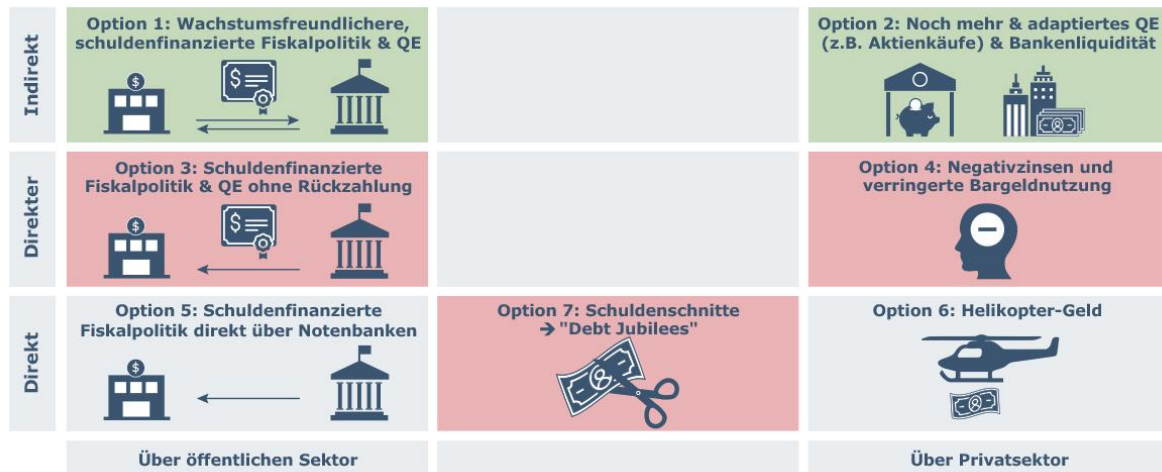 Indirekt
Option 1: Wachstumsfreundlichere,
schuldenfinanzierte Fiskalpolitik & QE
$
$
Option 2: Noch mehr & adaptiertes QE
(z.B. Aktienkäufe) & Bankenliquidität
Direkter
Option 3: Schuldenfinanzierte
Fiskalpolitik & QE ohne Rückzahlung
$
$
Option 4: Negativzinsen und
verringerte Bargeldnutzung
Direkt
Option 5: Schuldenfinanzierte
Fiskalpolitik direkt über Notenbanken
$
Option 7: Schuldenschnitte
→ "Debt Jubilees"
Option 6: Helikopter-Geld
Über öffentlichen Sektor
Über Privatsektor